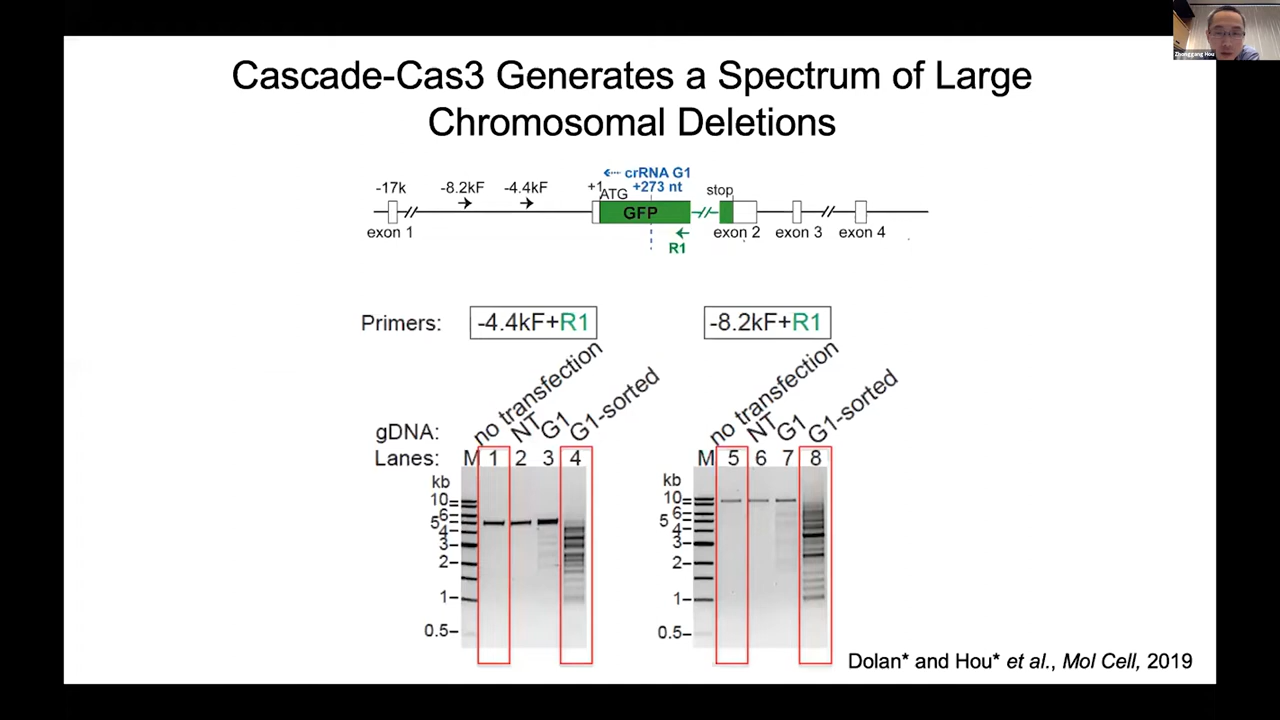 Zhonggang Hou
Cascade-Cas3 Generates a Spectrum of Large
Chromosomal Deletions
crRNA G1
-17k -8.2kF -4.4kF +1 ATG +273 nt stop
GFP
exon 1 R1 exon 2 exon 3 exon 4
Primers: -4.4kF+R1 -8.2kF+R1
gDNA: no transfection NT G1 G1-sorted no transfection NT G1 G1-sorted
Lanes: M 1 2 3 4 M 5 6 7 8
kb kb
10 10
6 6
5 5
4 4
3 3
2 2
1 1
0.5 0.5
Dolan* and Hou* et al., Mol Cell, 2019